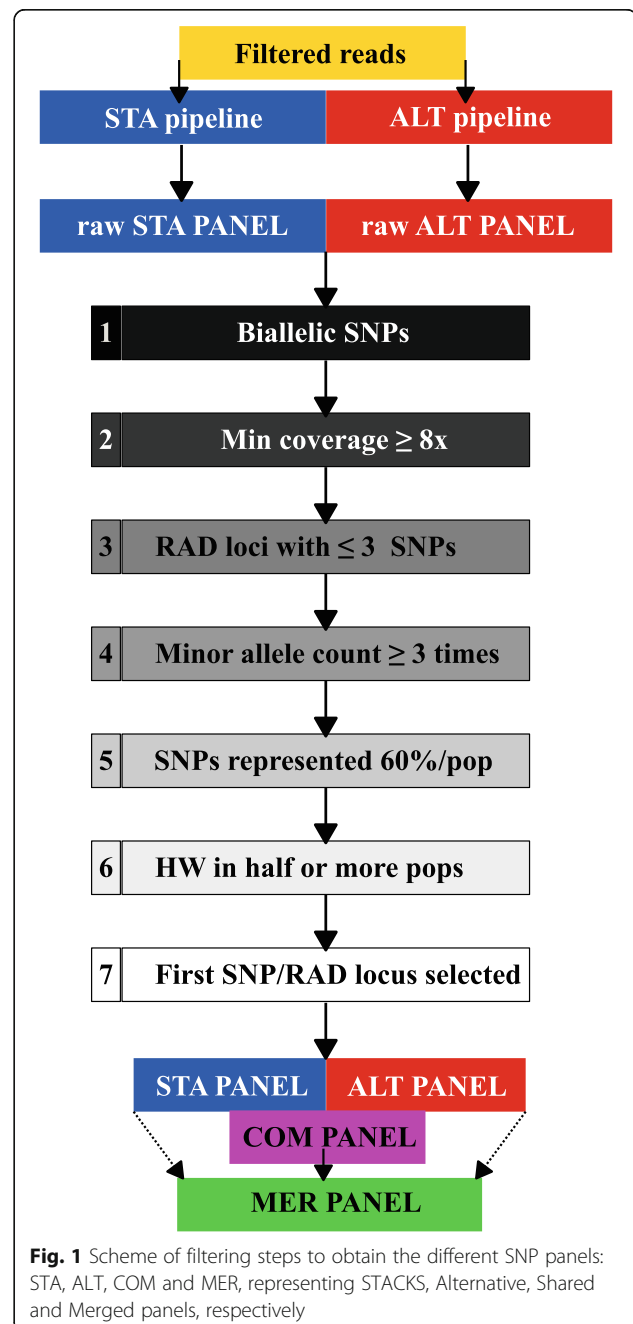 Filtered reads
STA pipeline ALT pipeline
raw STA PANEL raw ALT PANEL
1 Biallelic SNPs
2 Min coverage ≥ 8x
3 RAD loci with ≤ 3 SNPs
4 Minor allele count ≥ 3 times
5 SNPs represented 60%/pop
6 HW in half or more pops
7 First SNP/RAD locus selected
STA PANEL ALT PANEL
COM PANEL
MER PANEL
Fig. 1 Scheme of filtering steps to obtain the different SNP panels:
STA, ALT, COM and MER, representing STACKS, Alternative, Shared
and Merged panels, respectively